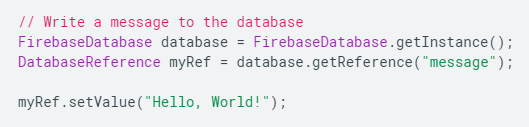 // Write a message to the database
FirebaseDatabase database = FirebaseDatabase.getInstance();
DatabaseReference myRef = database.getReference("message");
myRef.setValue("Hello, World!");